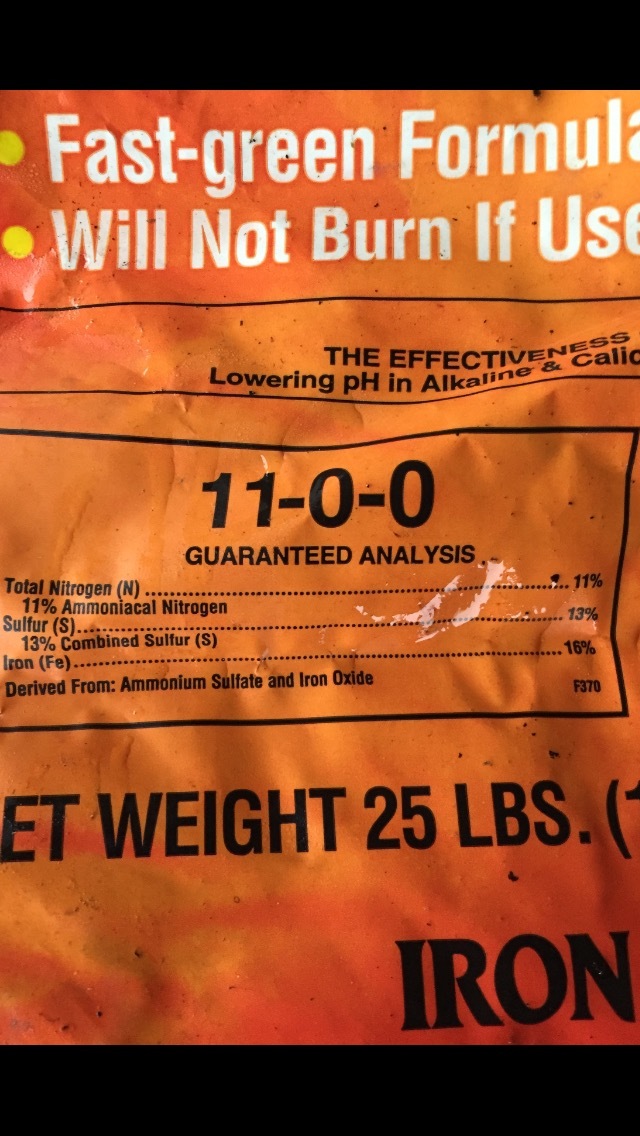 Fast-green Formula
Will Not Burn If Use
THE EFFECTIVENESS
Lowering pH in Alkaline & Calic
11-0-0
GUARANTEED ANALYSIS
Total Nitrogen (N) ........ 11%
11% Ammoniacal Nitrogen
Sulfur (S)........ 13%
13% Combined Sulfur (S)
Iron (Fe)........ 16%
Derived From: Ammonium Sulfate and Iron Oxide F370
ET WEIGHT 25 LBS. (1
IRON